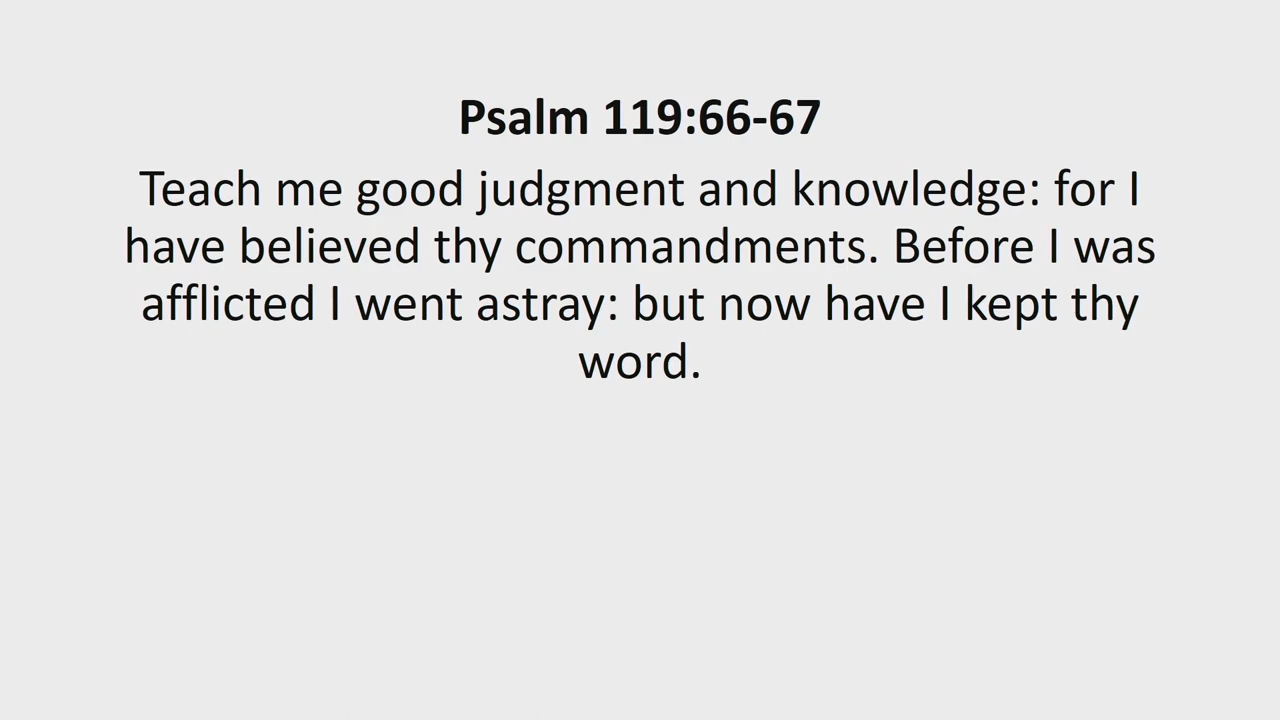 Psalm 119:66-67
Teach me good judgment and knowledge: for I
have believed thy commandments. Before I was
afflicted I went astray: but now have I kept thy
word.